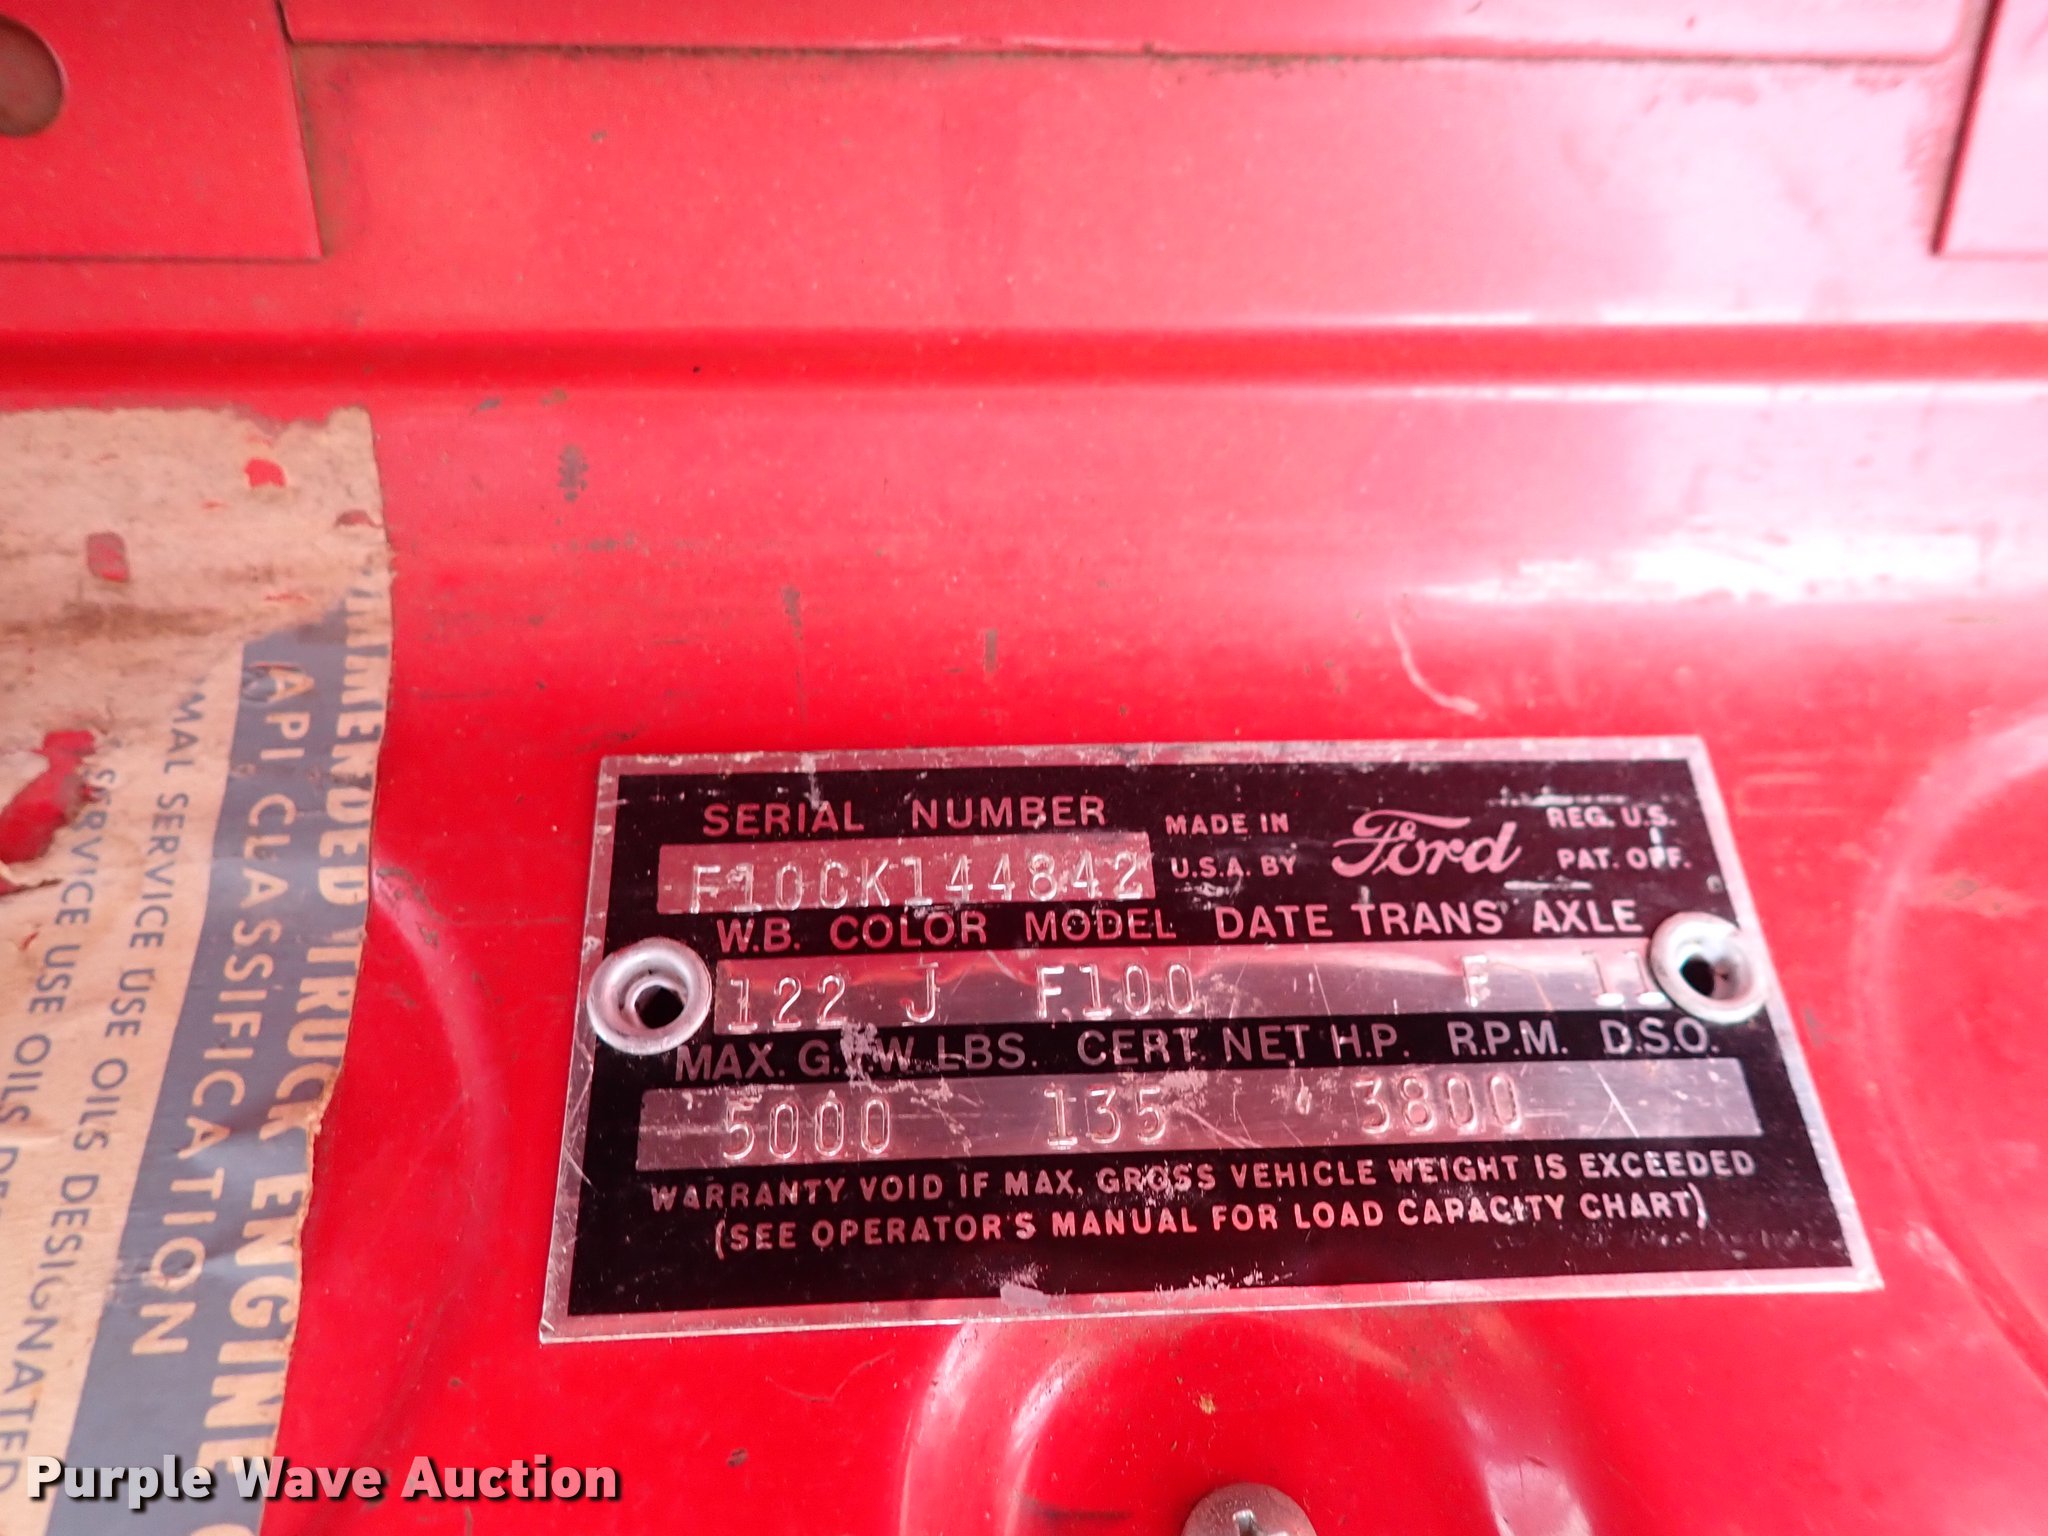 SERIAL NUMBER
MADE IN
U.S.A. BY
Ford
REG. U.S.
PAT. OFF.
F10CK144842
W.B. COLOR MODEL DATE TRANS AXLE
122 J F100 F 11
MAX. G.V.W. LBS. CERT. NET H.P. R.P.M. D.S.O.
5000 135 3800
WARRANTY VOID IF MAX. GROSS VEHICLE WEIGHT IS EXCEEDED
(SEE OPERATOR'S MANUAL FOR LOAD CAPACITY CHART)
TRUCK ENGINE
API CLASSIFICATION
SERVICE USE OILS DESIGNATED
SERVICE USE OILS
Purple Wave Auction